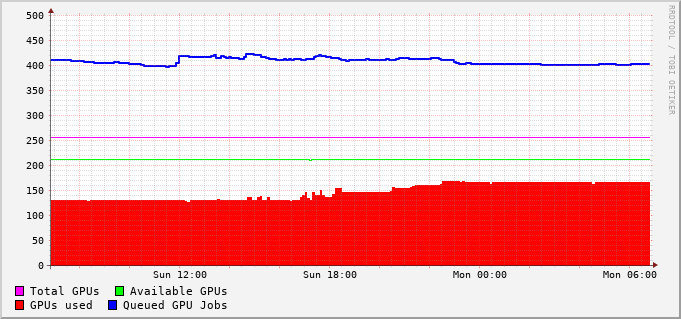 500
450
400
350
300
250
200
150
100
50
0
Sun 12:00 Sun 18:00 Mon 00:00 Mon 06:00
Total GPUs Available GPUs
GPUs used Queued GPU Jobs
RRDTOOL / TOBI OETIKER